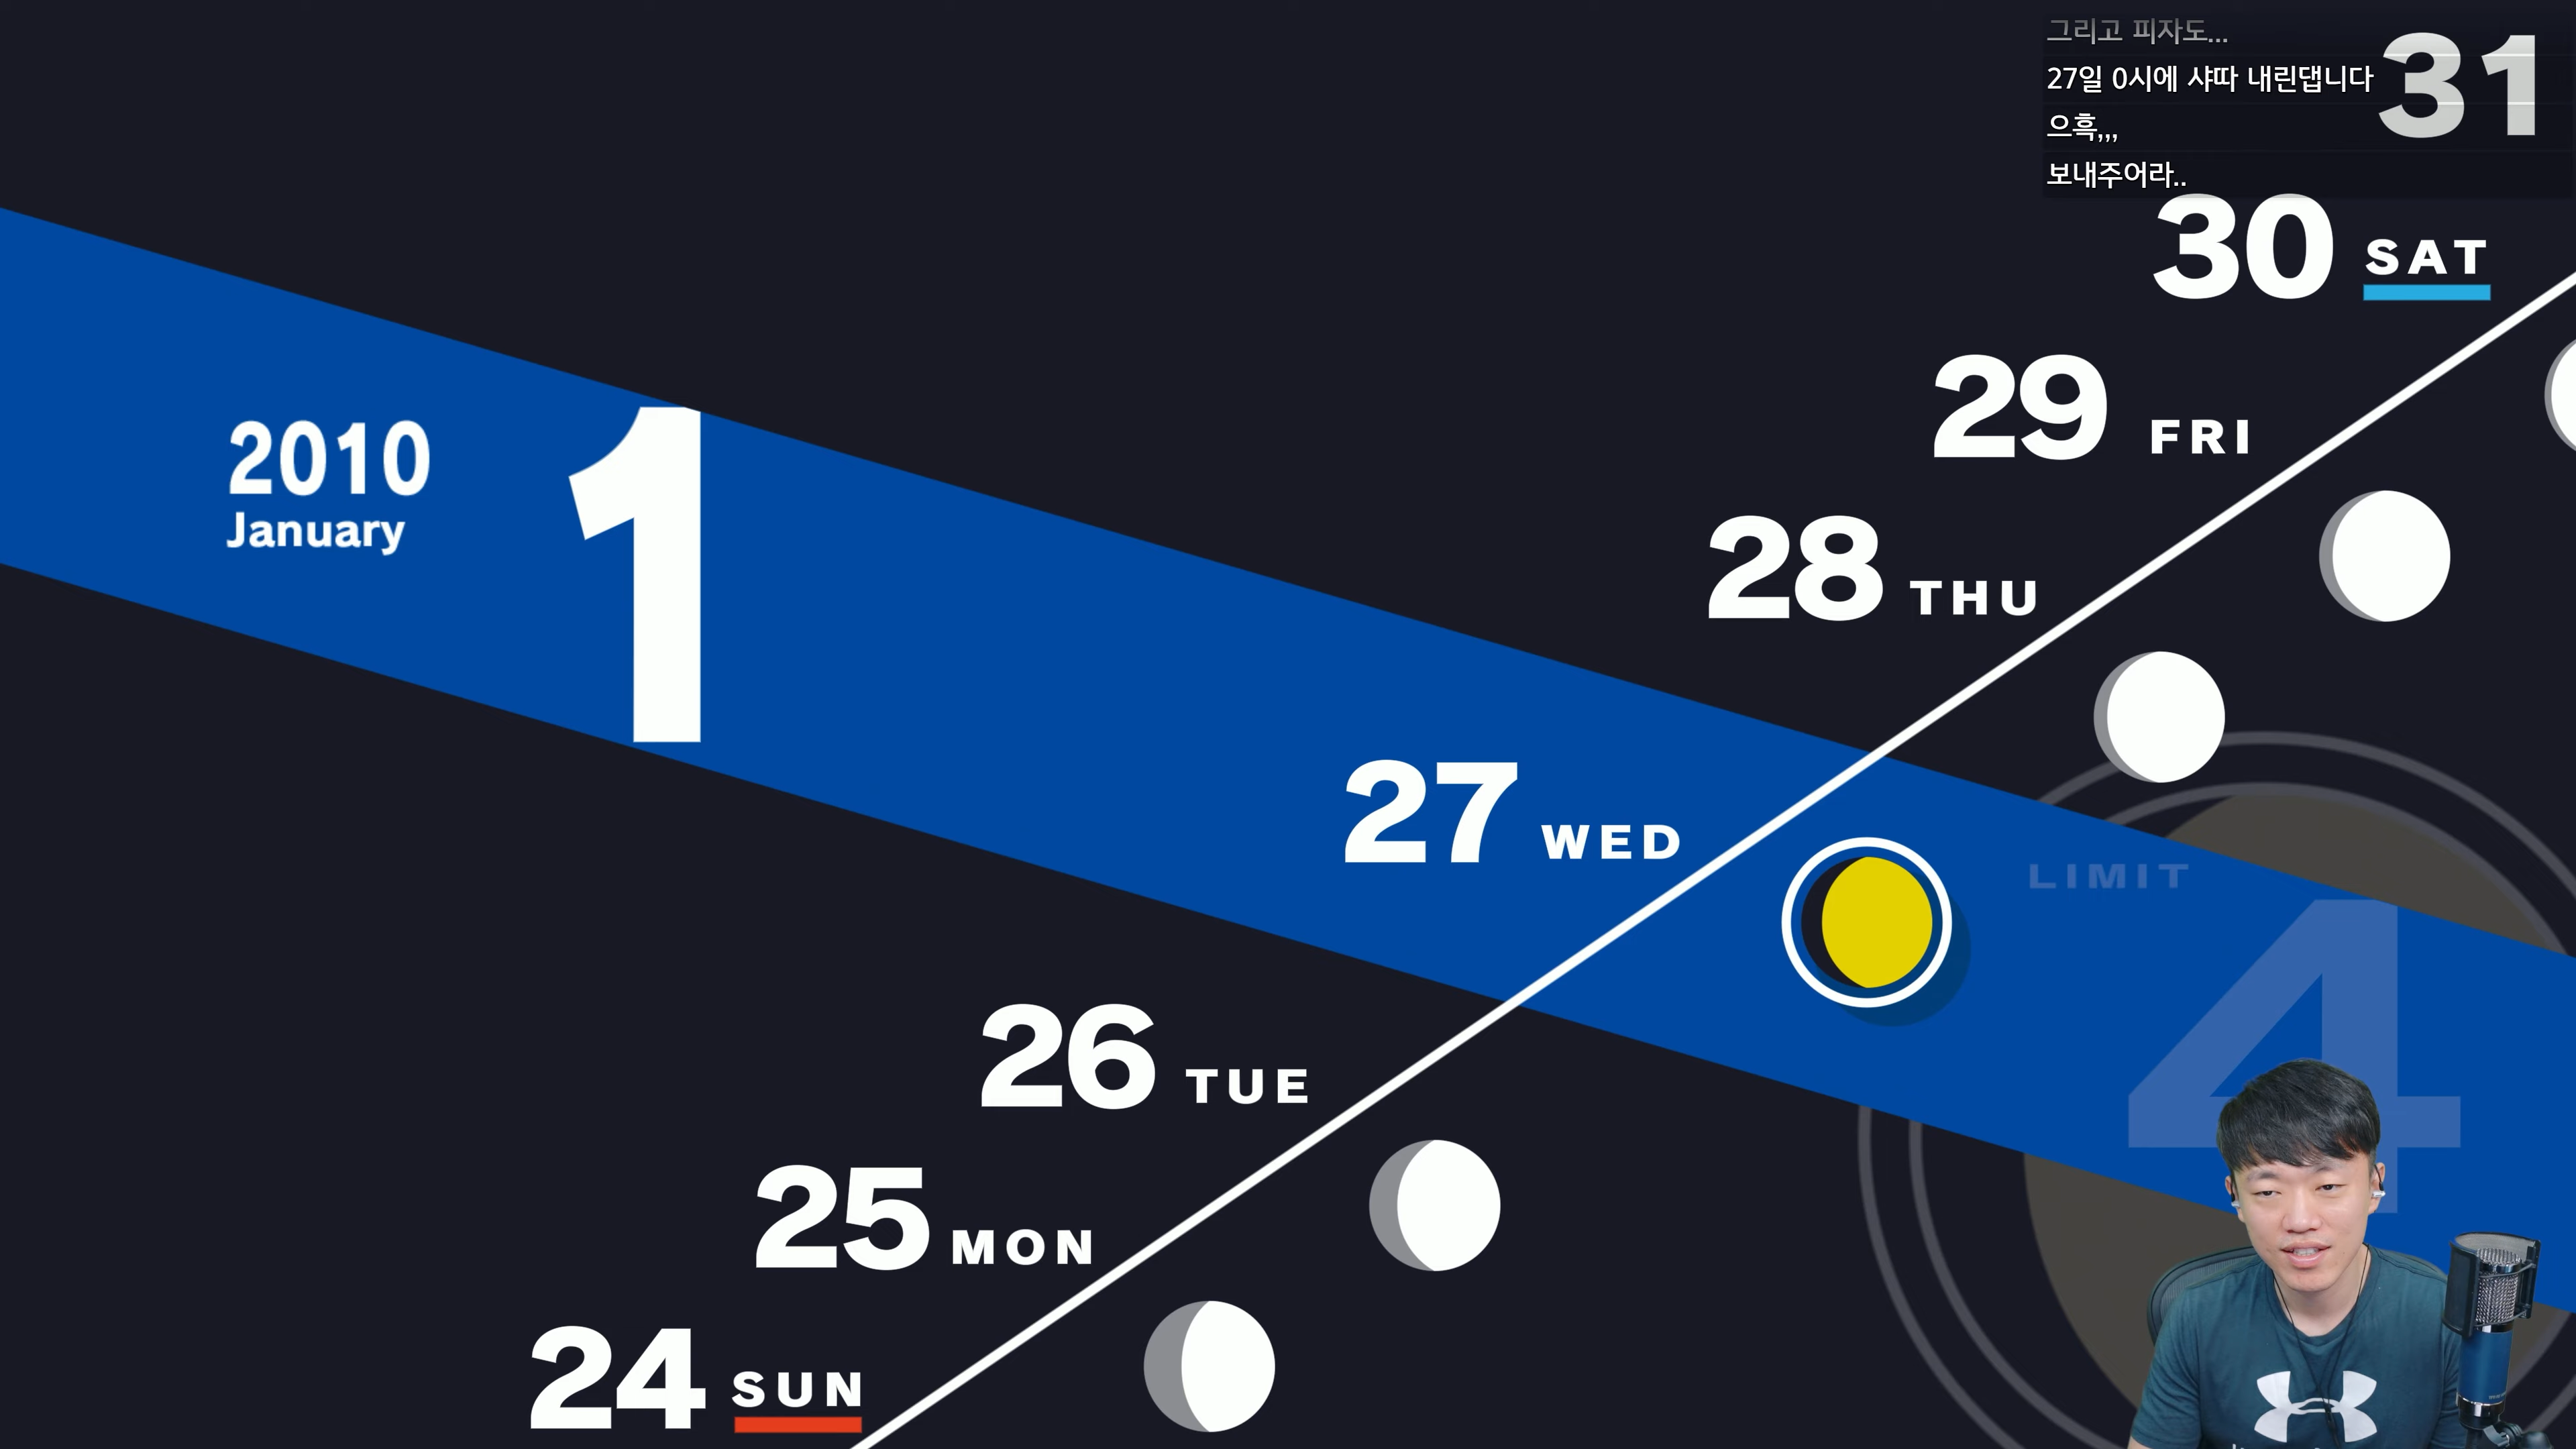 그리고 피자도...
27일 0시에 샤따 내린댑니다
으흑,,,
보내주어라..
31
30 SAT
29 FRI
28 THU
2010
January
1
27 WED
LIMIT
4
26 TUE
25 MON
24 SUN